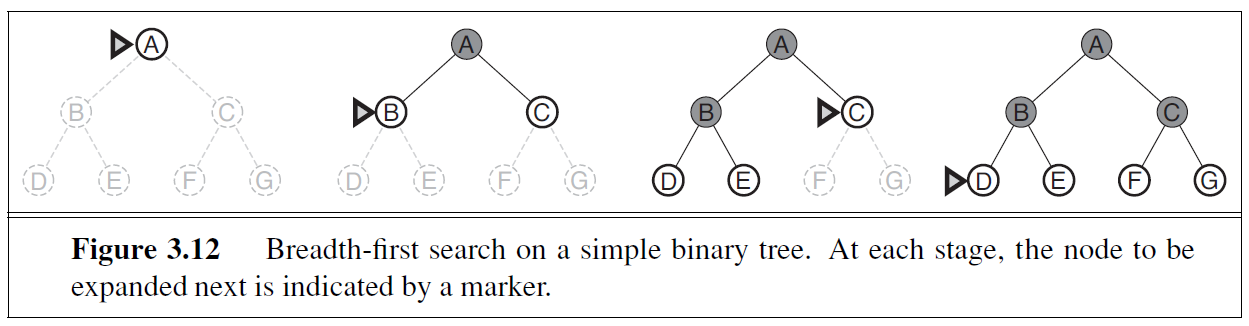 A A A A
B C B C B C B C
D E F G D E F G D E F G D E F G
Figure 3.12 Breadth-first search on a simple binary tree. At each stage, the node to be
expanded next is indicated by a marker.